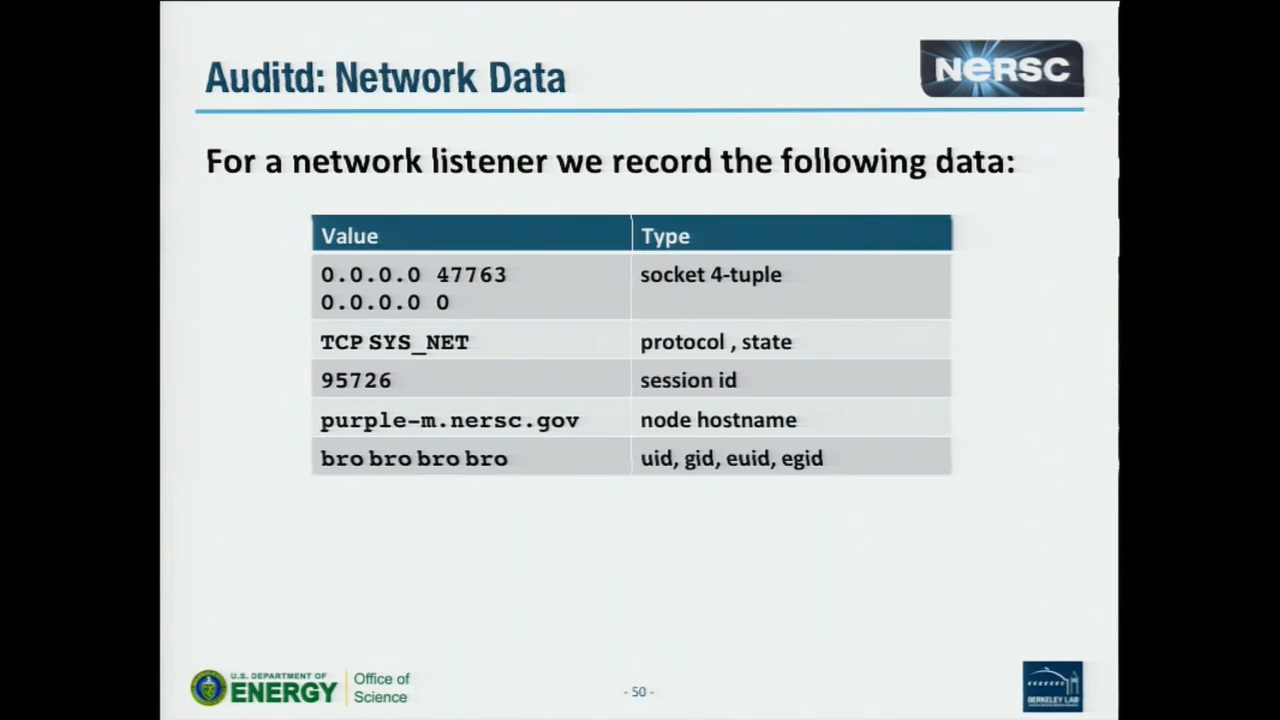 Auditd: Network Data
NERSC
For a network listener we record the following data:
Value Type
0.0.0.0 47763 socket 4-tuple
0.0.0.0 0
TCP SYS_NET protocol , state
95726 session id
purple-m.nersc.gov node hostname
bro bro bro bro uid, gid, euid, egid
U.S. DEPARTMENT OF
ENERGY
Office of
Science
- 50 -
BERKELEY LAB